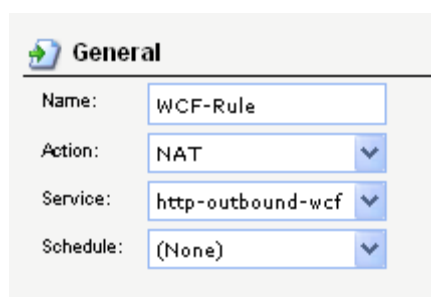 General
Name: WCF-Rule
Action: NAT
Service: http-outbound-wcf
Schedule: (None)